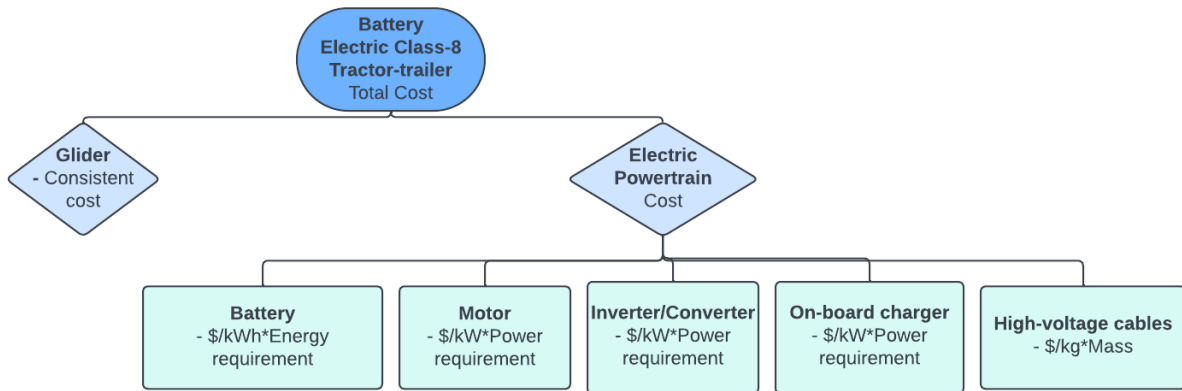 Battery
Electric Class-8
Tractor-trailer
Total Cost
Glider
- Consistent
cost
Electric
Powertrain
Cost
Battery
- $/kWh*Energy
requirement
Motor
- $/kW*Power
requirement
Inverter/Converter
- $/kW*Power
requirement
On-board charger
- $/kW*Power
requirement
High-voltage cables
- $/kg*Mass